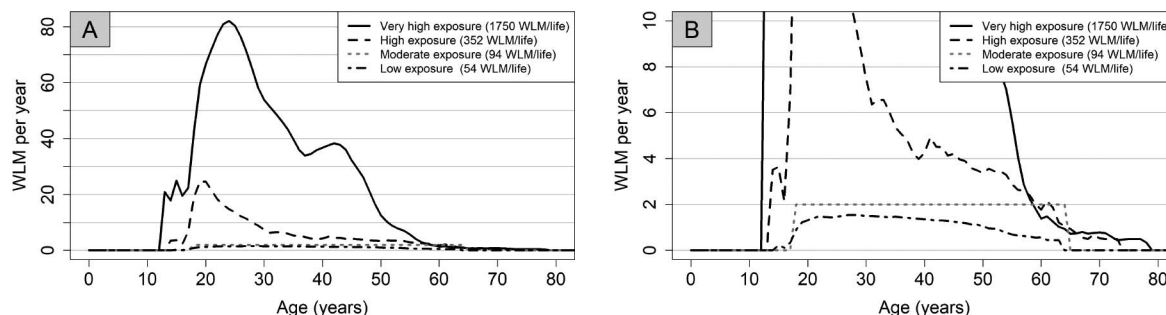 A
Very high exposure (1750 WLM/life)
High exposure (352 WLM/life)
Moderate exposure (94 WLM/life)
Low exposure (54 WLM/life)
WLM per year
80
60
40
20
0
0 10 20 30 40 50 60 70 80
Age (years)
B
Very high exposure (1750 WLM/life)
High exposure (352 WLM/life)
Moderate exposure (94 WLM/life)
Low exposure (54 WLM/life)
WLM per year
10
8
6
4
2
0
0 10 20 30 40 50 60 70 80
Age (years)